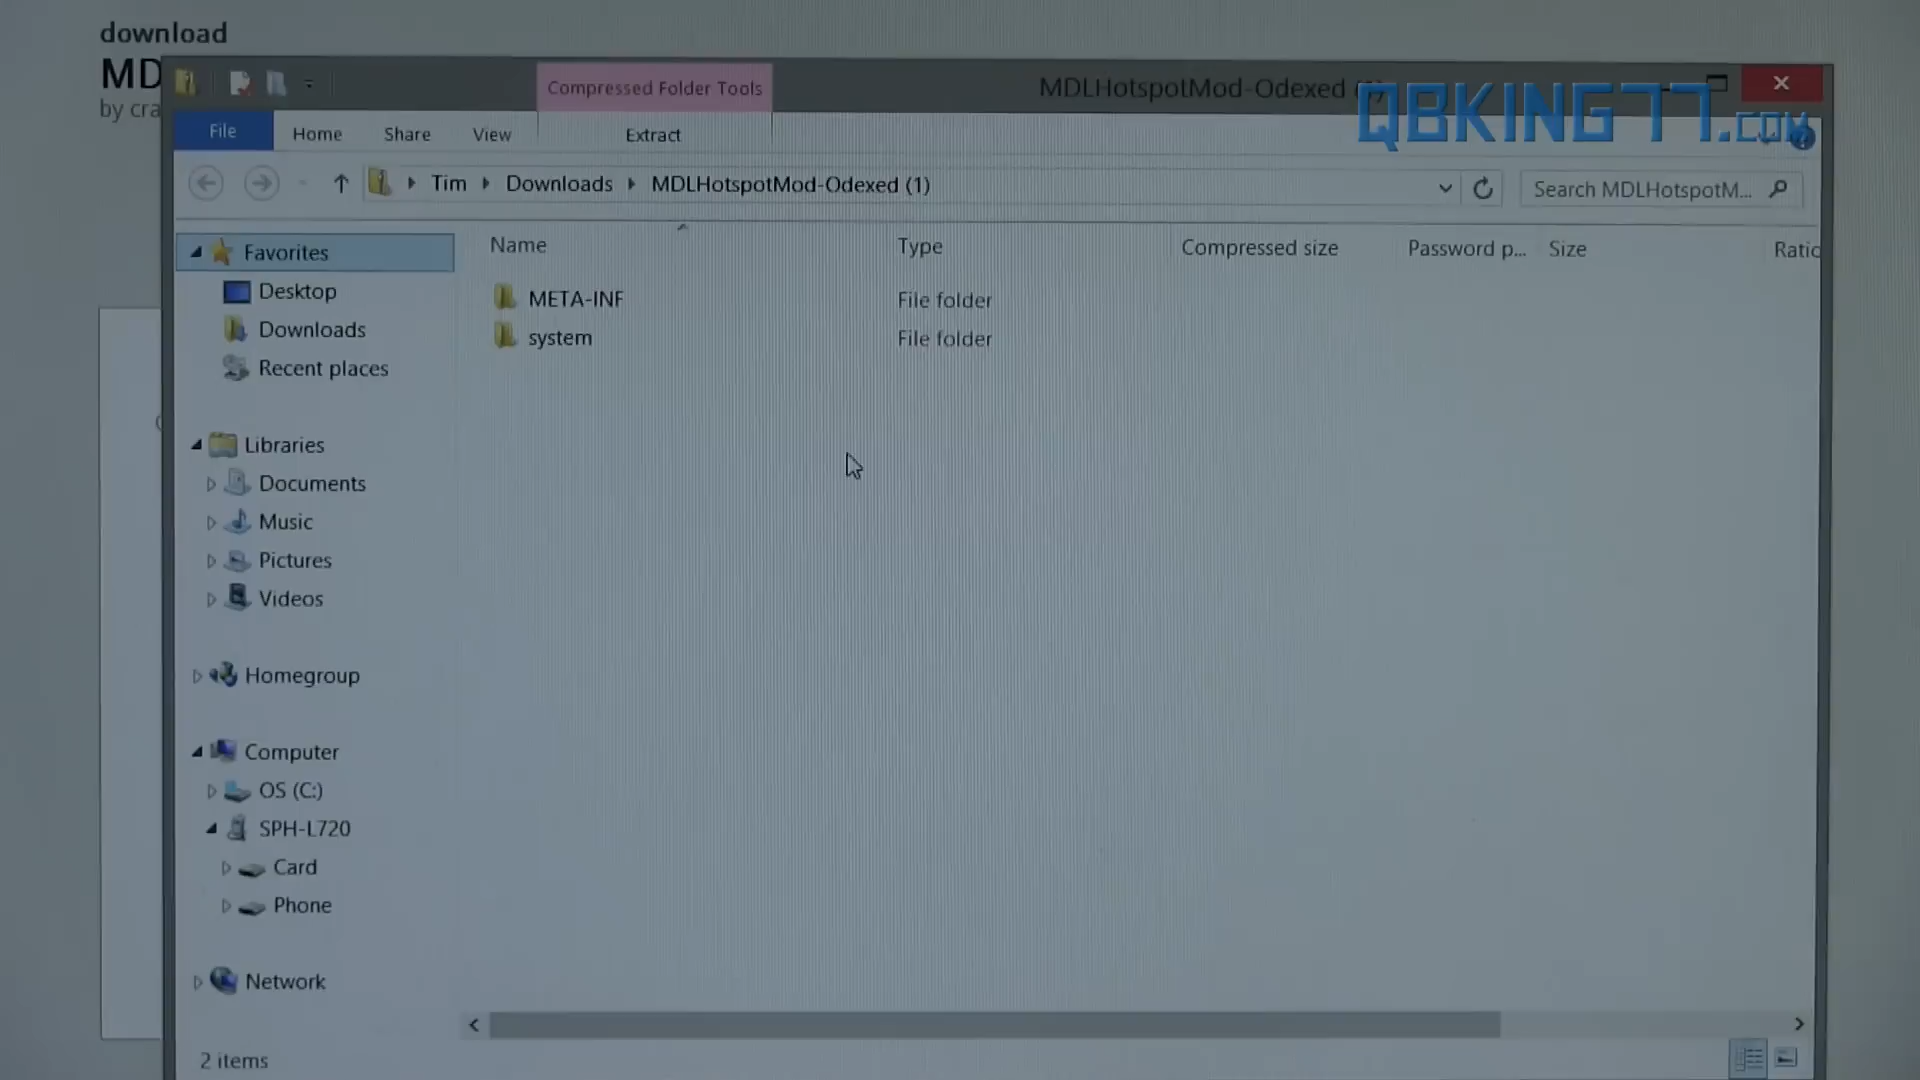 download
MD
by cra
Compressed Folder Tools
MDLHotspotMod-Odexed (1)
QBKING77.COM
File
Home
Share
View
Extract
Tim
Downloads
MDLHotspotMod-Odexed (1)
Search MDLHotspotM...
Name
Type
Compressed size
Password p...
Size
Ratio
META-INF
File folder
system
File folder
Favorites
Desktop
Downloads
Recent places
Libraries
Documents
Music
Pictures
Videos
Homegroup
Computer
OS (C:)
SPH-L720
Card
Phone
Network
2 items